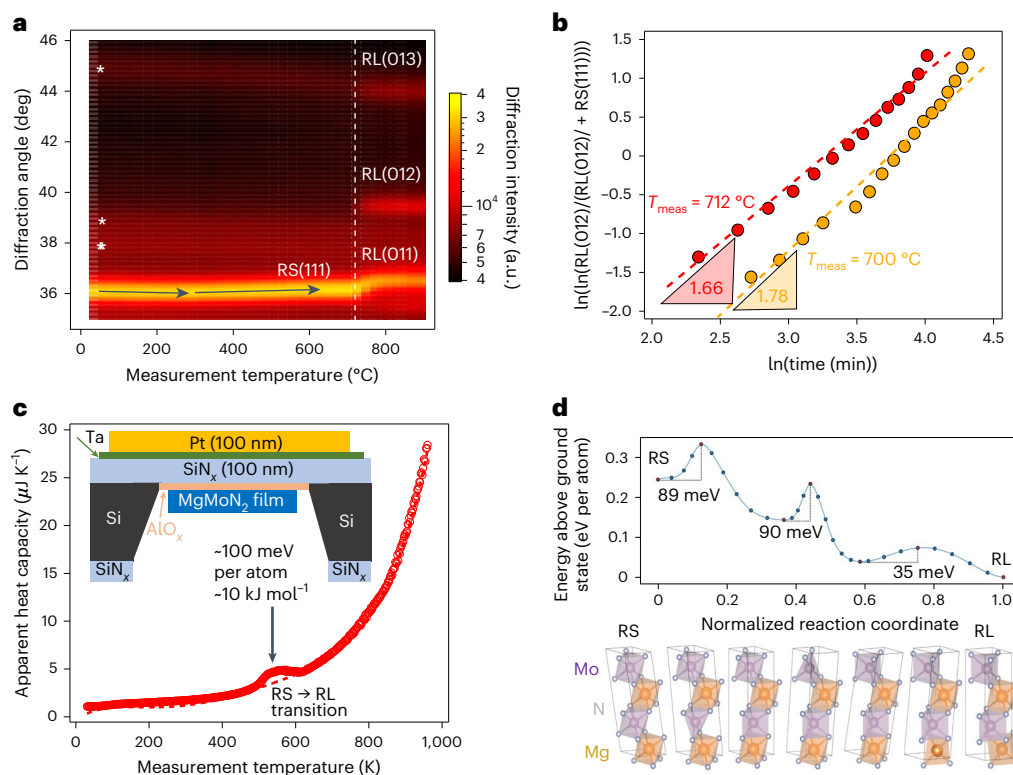 a
46
44
42
40
38
36
Diffraction angle (deg)
*
*
*
RL(013)
RL(012)
RL(011)
RS(111)
0
200
400
600
800
Measurement temperature (°C)
4
3
2
10⁴
9
8
7
6
5
4
Diffraction intensity (a.u.)
b
1.5
1.0
0.5
0
−0.5
−1.0
−1.5
−2.0
ln(ln(RL(012)/(RL(012)/ + RS(111))))
Tmeas = 712 °C
Tmeas = 700 °C
1.66
1.78
2.0
2.5
3.0
3.5
4.0
4.5
ln(time (min))
c
30
25
20
15
10
5
0
Apparent heat capacity (μJ K⁻¹)
Ta
Pt (100 nm)
SiNx (100 nm)
MgMoN₂ film
Si
Si
AlOx
SiNx
SiNx
~100 meV
per atom
~10 kJ mol⁻¹
RS → RL
transition
0
200
400
600
800
1,000
Measurement temperature (K)
d
0.3
0.2
0.1
0
Energy above ground
state (eV per atom)
RS
89 meV
90 meV
35 meV
RL
0
0.2
0.4
0.6
0.8
1.0
Normalized reaction coordinate
RS
RL
Mo
N
Mg